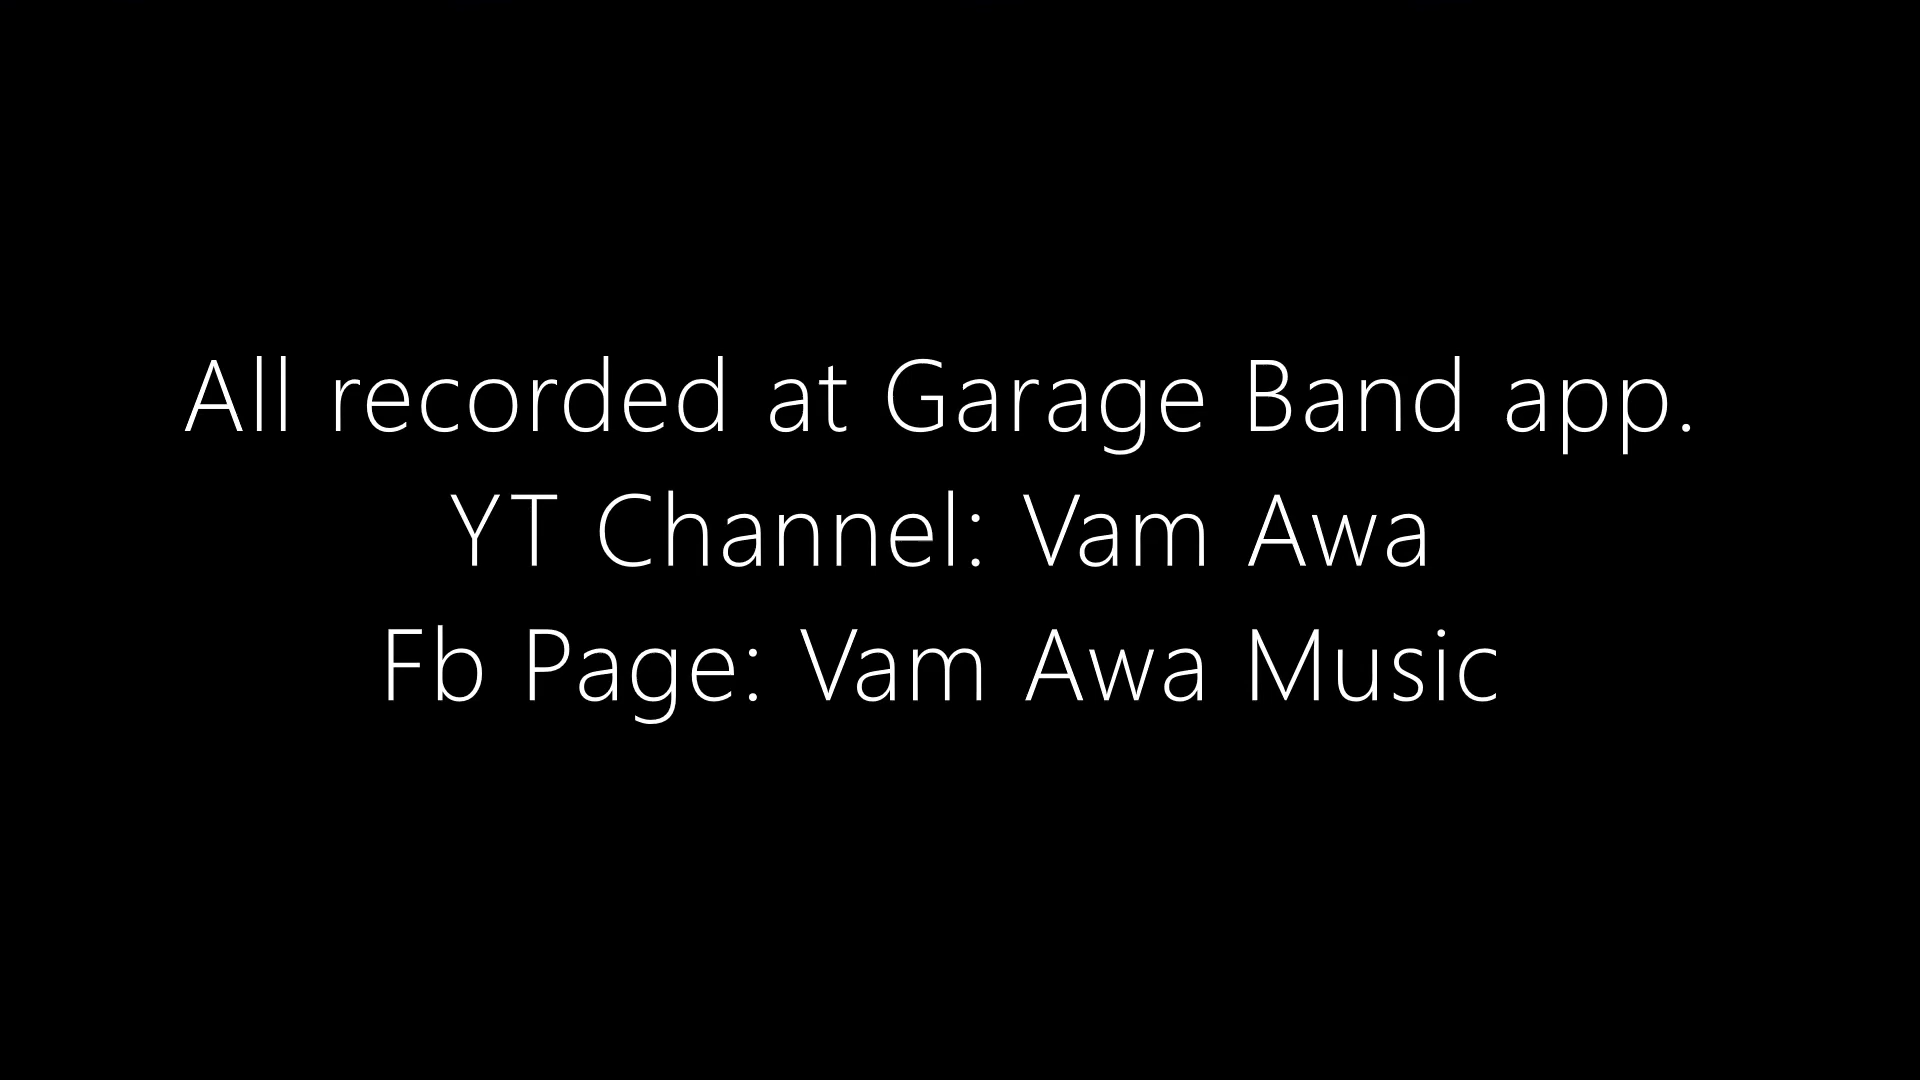 All recorded at Garage Band app.
YT Channel: Vam Awa
Fb Page: Vam Awa Music